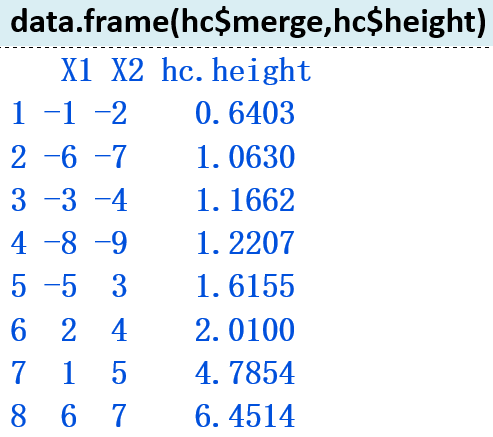 data.frame(hc$merge,hc$height)
X1 X2 hc.height
1 -1 -2 0.6403
2 -6 -7 1.0630
3 -3 -4 1.1662
4 -8 -9 1.2207
5 -5 3 1.6155
6 2 4 2.0100
7 1 5 4.7854
8 6 7 6.4514